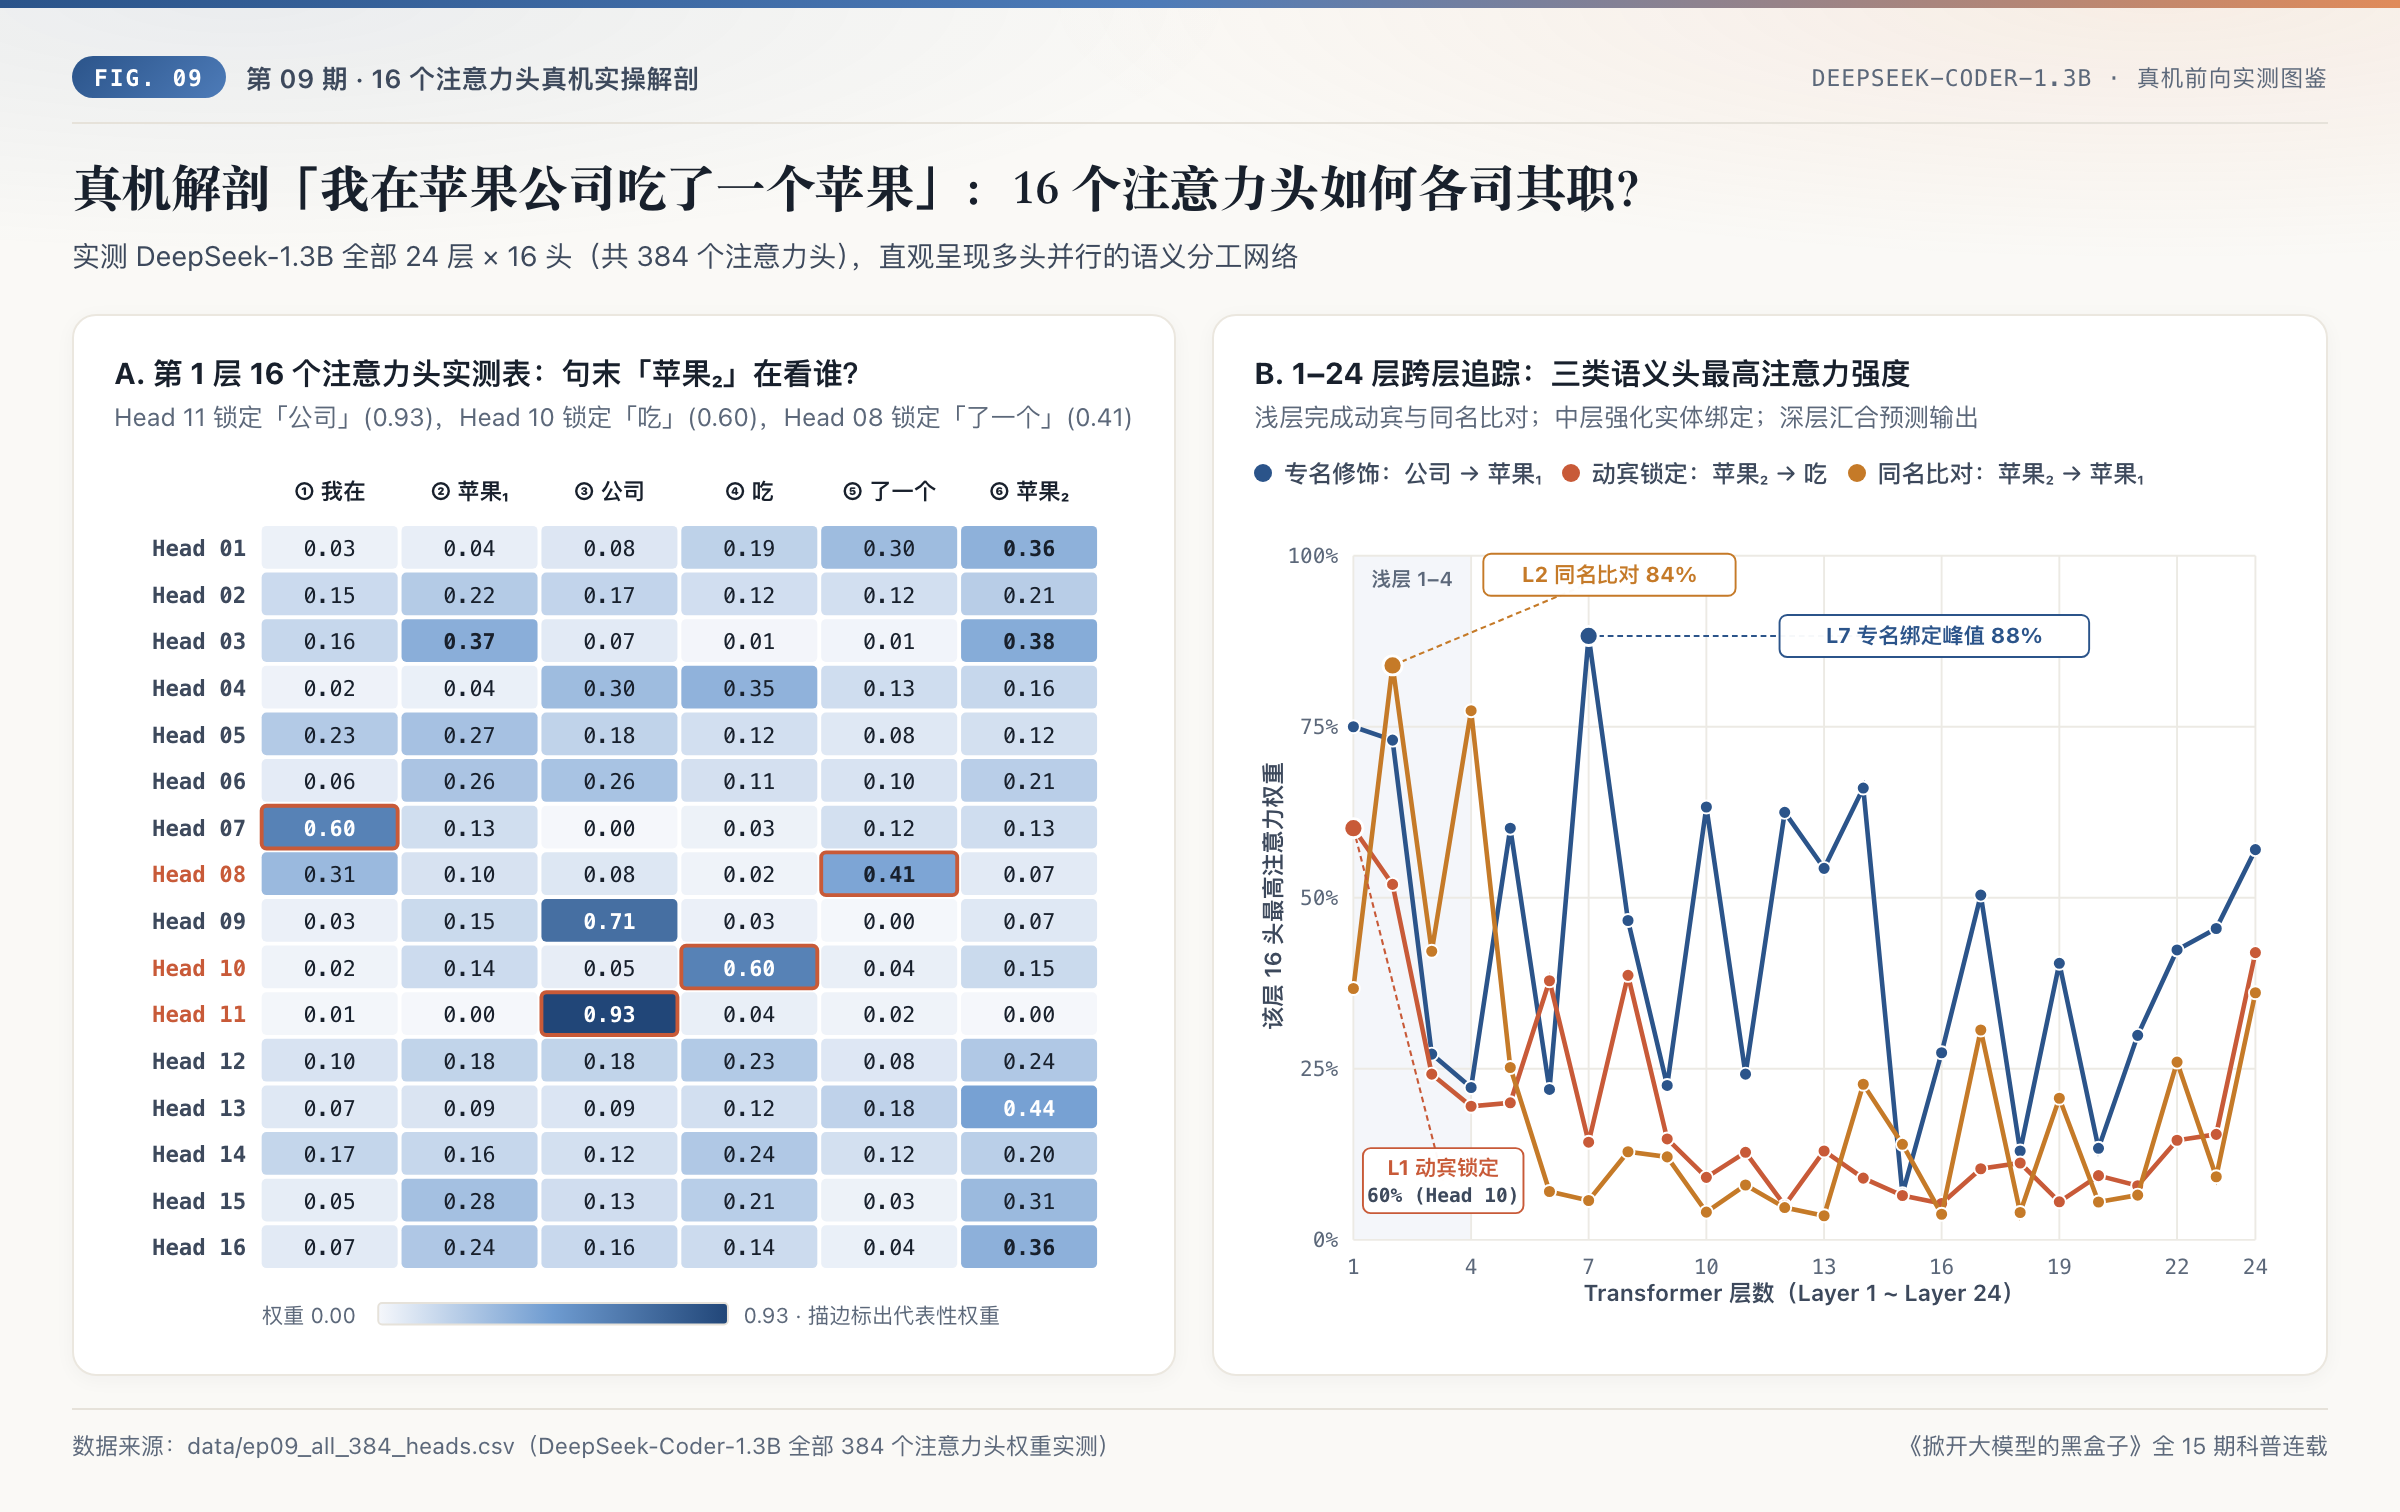 FIG. 09 第 09 期 · 16 个注意力头真机实操解剖
DEEPSEEK-CODER-1.3B · 真机前向实测图鉴
真机解剖「我在苹果公司吃了一个苹果」：16 个注意力头如何各司其职？
实测 DeepSeek-1.3B 全部 24 层 × 16 头（共 384 个注意力头），直观呈现多头并行的语义分工网络
A. 第 1 层 16 个注意力头实测表：句末「苹果₂」在看谁？
Head 11 锁定「公司」(0.93)，Head 10 锁定「吃」(0.60)，Head 08 锁定「了一个」(0.41)
① 我在 ② 苹果₁ ③ 公司 ④ 吃 ⑤ 了一个 ⑥ 苹果₂
Head 01 0.03 0.04 0.08 0.19 0.30 0.36
Head 02 0.15 0.22 0.17 0.12 0.12 0.21
Head 03 0.16 0.37 0.07 0.01 0.01 0.38
Head 04 0.02 0.04 0.30 0.35 0.13 0.16
Head 05 0.23 0.27 0.18 0.12 0.08 0.12
Head 06 0.06 0.26 0.26 0.11 0.10 0.21
Head 07 0.60 0.13 0.00 0.03 0.12 0.13
Head 08 0.31 0.10 0.08 0.02 0.41 0.07
Head 09 0.03 0.15 0.71 0.03 0.00 0.07
Head 10 0.02 0.14 0.05 0.60 0.04 0.15
Head 11 0.01 0.00 0.93 0.04 0.02 0.00
Head 12 0.10 0.18 0.18 0.23 0.08 0.24
Head 13 0.07 0.09 0.09 0.12 0.18 0.44
Head 14 0.17 0.16 0.12 0.24 0.12 0.20
Head 15 0.05 0.28 0.13 0.21 0.03 0.31
Head 16 0.07 0.24 0.16 0.14 0.04 0.36
权重 0.00 0.93 · 描边标出代表性权重
B. 1–24 层跨层追踪：三类语义头最高注意力强度
浅层完成动宾与同名比对；中层强化实体绑定；深层汇合预测输出
专名修饰：公司 → 苹果₁ 动宾锁定：苹果₂ → 吃 同名比对：苹果₂ → 苹果₁
该层 16 头最高注意力权重
100%
75%
50%
25%
0%
浅层 1–4
L2 同名比对 84%
L7 专名绑定峰值 88%
L1 动宾锁定
60% (Head 10)
1 4 7 10 13 16 19 22 24
Transformer 层数（Layer 1 ~ Layer 24）
数据来源：data/ep09_all_384_heads.csv（DeepSeek-Coder-1.3B 全部 384 个注意力头权重实测）
《掀开大模型的黑盒子》全 15 期科普连载